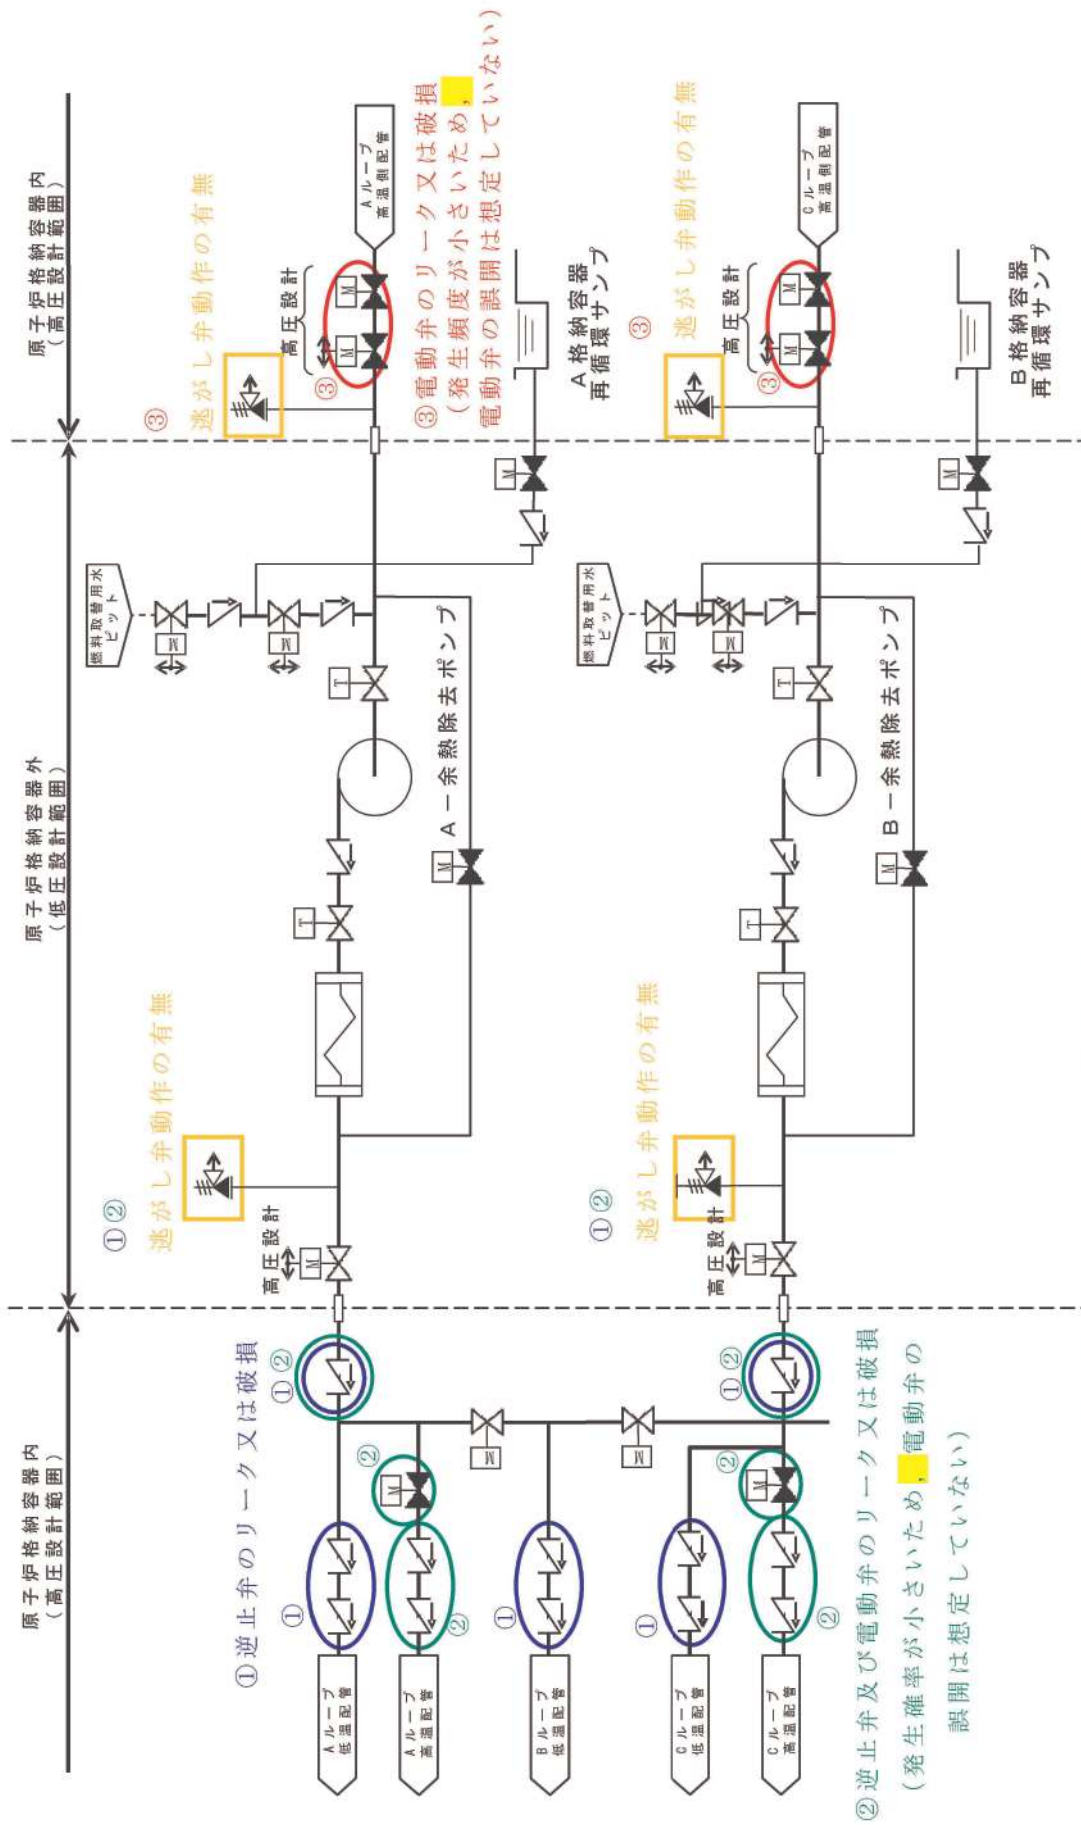 原子炉格納容器内
(高圧設計範囲)
原子炉格納容器外
(低圧設計範囲)
原子炉格納容器内
(高圧設計範囲)
①逆止弁のリーク又は破損
①②
①②
逃がし弁動作の有無
高圧設計
M
T
T
燃料取替用水
ピット
M
M
③
逃がし弁動作の有無
高圧設計
M
M
③
Aループ
高温側配管
③電動弁のリーク又は破損
(発生頻度が小さいため,
電動弁の誤開は想定していない)
M
A格納容器
再循環サンプ
A-余熱除去ポンプ
M
①
Aループ
低温配管
②
M
②
Aループ
高温配管
M
①
Bループ
低温配管
M
①
Cループ
低温配管
②
M
②
Cループ
高温配管
①②
①②
逃がし弁動作の有無
高圧設計
M
T
T
燃料取替用水
ピット
M
M
③
逃がし弁動作の有無
高圧設計
M
M
③
Cループ
高温側配管
M
B格納容器
再循環サンプ
B-余熱除去ポンプ
M
②逆止弁及び電動弁のリーク又は破損
(発生確率が小さいため,電動弁の
誤開は想定していない)